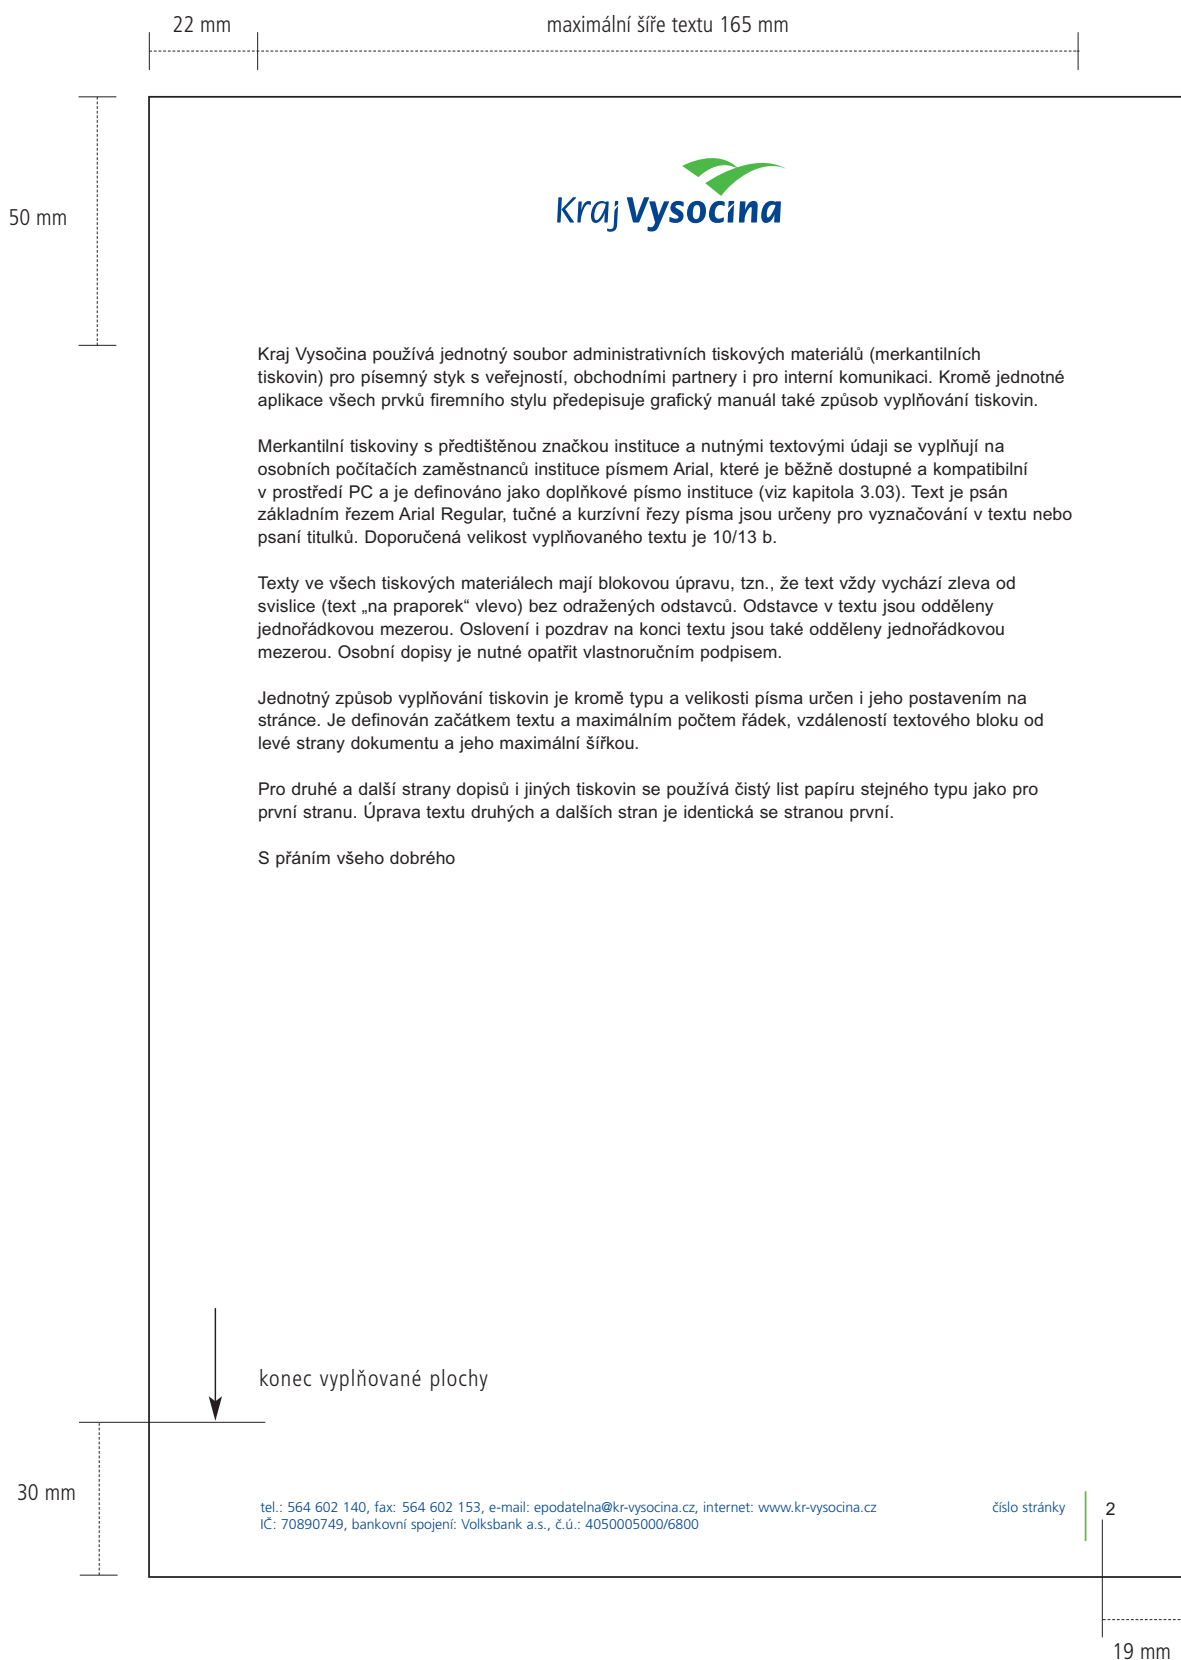 22 mm
maximální šíře textu 165 mm
50 mm
Kraj Vysočina
Kraj Vysočina používá jednotný soubor administrativních tiskových materiálů (merkantilních
tiskovin) pro písemný styk s veřejností, obchodními partnery i pro interní komunikaci. Kromě jednotné
aplikace všech prvků firemního stylu předepisuje grafický manuál také způsob vyplňování tiskovin.
Merkantilní tiskoviny s předtištěnou značkou instituce a nutnými textovými údaji se vyplňují na
osobních počítačích zaměstnanců instituce písmem Arial, které je běžně dostupné a kompatibilní
v prostředí PC a je definováno jako doplňkové písmo instituce (viz kapitola 3.03). Text je psán
základním řezem Arial Regular, tučné a kurzívní řezy písma jsou určeny pro vyznačování v textu nebo
psaní titulků. Doporučená velikost vyplňovaného textu je 10/13 b.
Texty ve všech tiskových materiálech mají blokovou úpravu, tzn., že text vždy vychází zleva od
svislice (text „na praporek“ vlevo) bez odražených odstavců. Odstavce v textu jsou odděleny
jednořádkovou mezerou. Oslovení i pozdrav na konci textu jsou také odděleny jednořádkovou
mezerou. Osobní dopisy je nutné opatřit vlastnoručním podpisem.
Jednotný způsob vyplňování tiskovin je kromě typu a velikosti písma určen i jeho postavením na
stránce. Je definován začátkem textu a maximálním počtem řádek, vzdáleností textového bloku od
levé strany dokumentu a jeho maximální šířkou.
Pro druhé a další strany dopisů i jiných tiskovin se používá čistý list papíru stejného typu jako pro
první stranu. Úprava textu druhých a dalších stran je identická se stranou první.
S přáním všeho dobrého
konec vyplňované plochy
30 mm
tel.: 564 602 140, fax: 564 602 153, e-mail: epodatelna@kr-vysocina.cz, internet: www.kr-vysocina.cz
IČ: 70890749, bankovní spojení: Volksbank a.s., č.ú.: 4050005000/6800
číslo stránky
2
19 mm